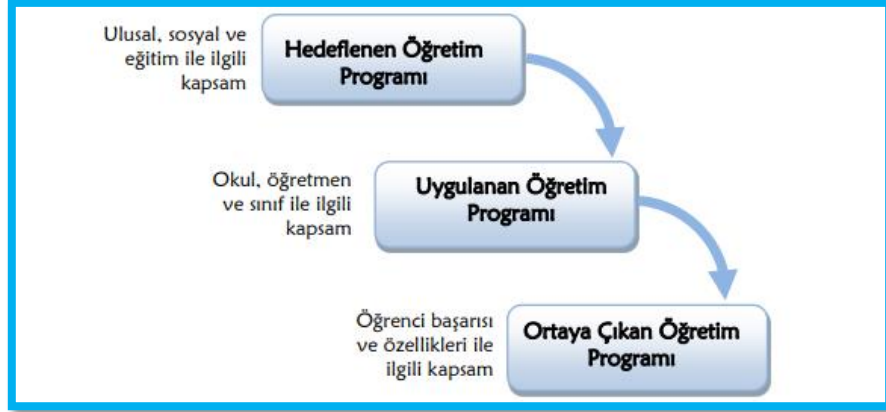 Ulusal, sosyal ve
eğitim ile ilgili
kapsam
Hedeflenen Öğretim
Programı
Okul, öğretmen
ve sınıf ile ilgili
kapsam
Uygulanan Öğretim
Programı
Öğrenci başarısı
ve özellikleri ile
ilgili kapsam
Ortaya Çıkan Öğretim
Programı